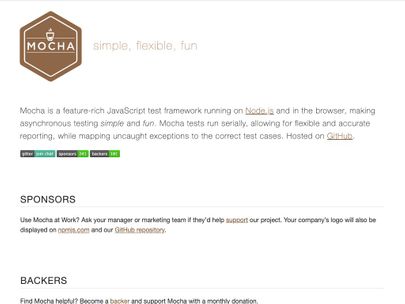 MOCHA
simple, flexible, fun
Mocha is a feature-rich JavaScript test framework running on Node.js and in the browser, making
asynchronous testing simple and fun. Mocha tests run serially, allowing for flexible and accurate
reporting, while mapping uncaught exceptions to the correct test cases. Hosted on GitHub.
gitter join chat sponsors backers
SPONSORS
Use Mocha at Work? Ask your manager or marketing team if they'd help support our project. Your company's logo will also be
displayed on npmjs.com and our GitHub repository.
BACKERS
Find Mocha helpful? Become a backer and support Mocha with a monthly donation.